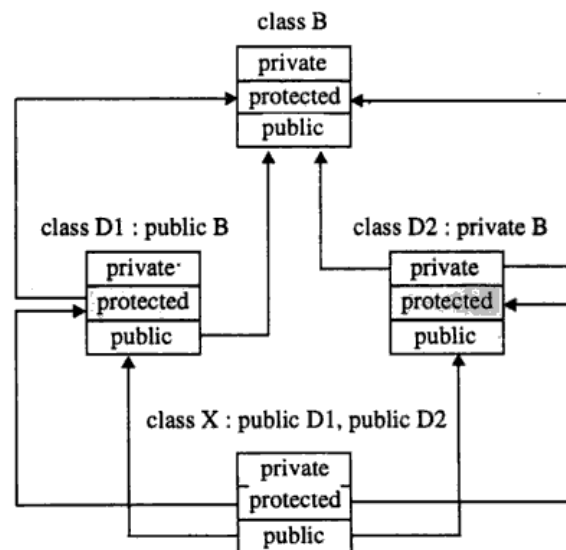 class B
private
protected
public
class D1 : public B
class D2 : private B
private
protected
public
private
protected
public
class X : public D1, public D2
private
protected
public